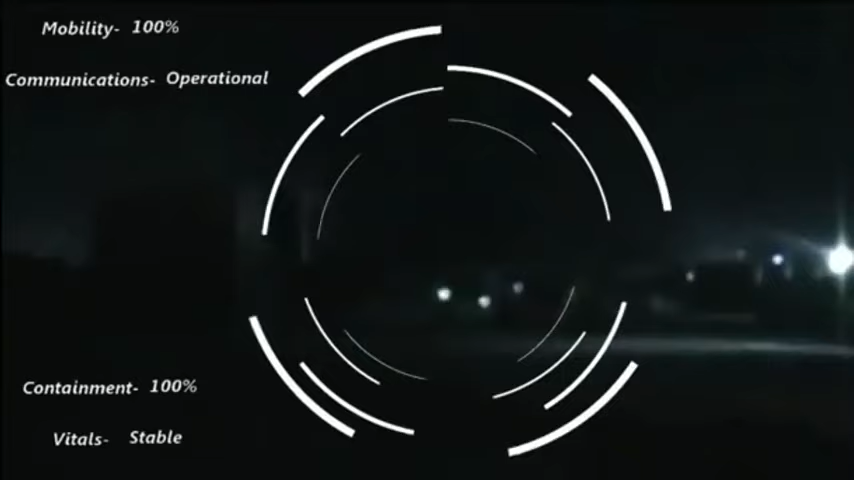 Mobility- 100%
Communications- Operational
Containment- 100%
Vitals- Stable